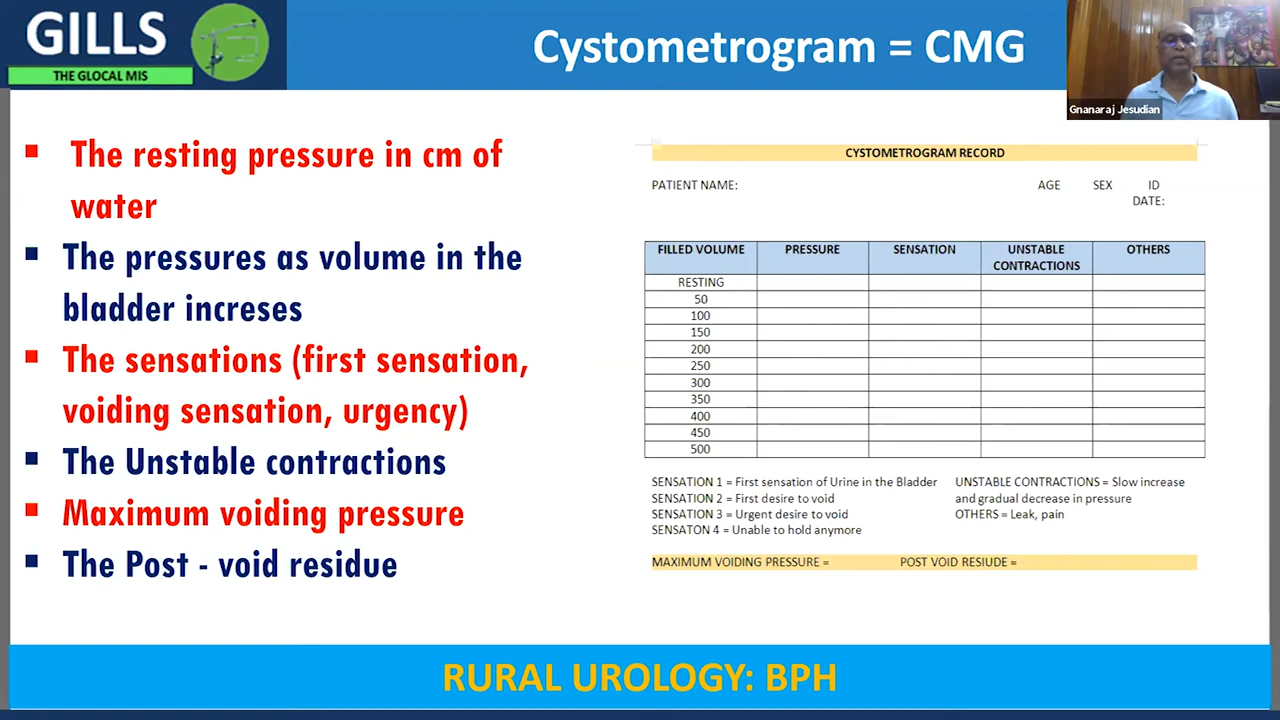 GILLS
THE GLOCAL MIS
Cystometrogram = CMG
Gnanaraj Jesudian
▪ The resting pressure in cm of
water
▪ The pressures as volume in the
bladder increses
▪ The sensations (first sensation,
voiding sensation, urgency)
▪ The Unstable contractions
▪ Maximum voiding pressure
▪ The Post - void residue
CYSTOMETROGRAM RECORD
PATIENT NAME: AGE SEX ID
DATE:
FILLED VOLUME PRESSURE SENSATION UNSTABLE CONTRACTIONS OTHERS
RESTING
50
100
150
200
250
300
350
400
450
500
SENSATION 1 = First sensation of Urine in the Bladder
SENSATION 2 = First desire to void
SENSATION 3 = Urgent desire to void
SENSATON 4 = Unable to hold anymore
UNSTABLE CONTRACTIONS = Slow increase
and gradual decrease in pressure
OTHERS = Leak, pain
MAXIMUM VOIDING PRESSURE = POST VOID RESIUDE =
RURAL UROLOGY: BPH